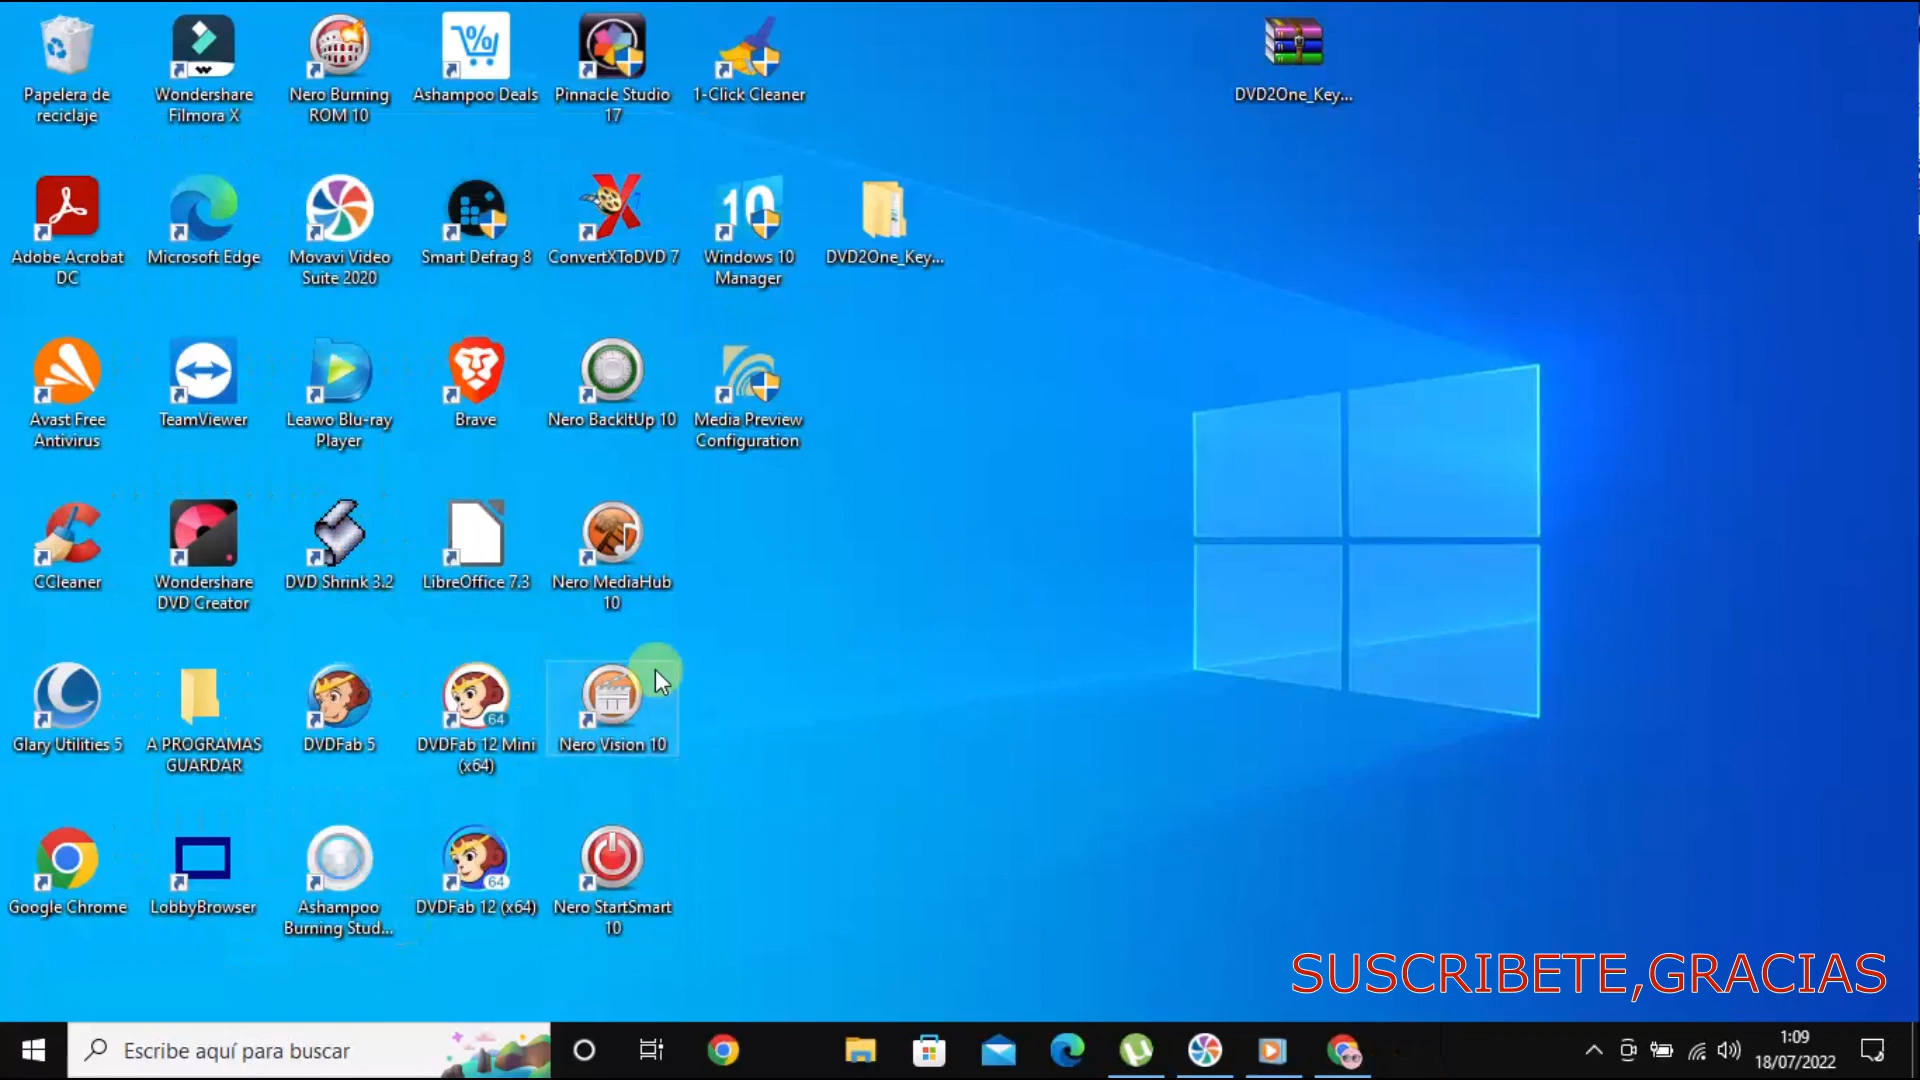 Papelera de
reciclaje
Wondershare
Filmora X
Nero Burning
ROM 10
Ashampoo Deals
Pinnacle Studio
17
1-Click Cleaner
DVD2One_Key...
Adobe Acrobat
DC
Microsoft Edge
Movavi Video
Suite 2020
Smart Defrag 8
ConvertXToDVD 7
10
Windows 10
Manager
DVD2One_Key...
Avast Free
Antivirus
TeamViewer
Leawo Blu-ray
Player
Brave
Nero BackItUp 10
Media Preview
Configuration
CCleaner
Wondershare
DVD Creator
DVD Shrink 3.2
LibreOffice 7.3
Nero MediaHub
10
Glary Utilities 5
A PROGRAMAS
GUARDAR
DVDFab 5
64
DVDFab 12 Mini
(x64)
Nero Vision 10
Google Chrome
LobbyBrowser
Ashampoo
Burning Stud...
64
DVDFab 12 (x64)
Nero StartSmart
10
SUSCRIBETE,GRACIAS
Escribe aquí para buscar
1:09
18/07/2022